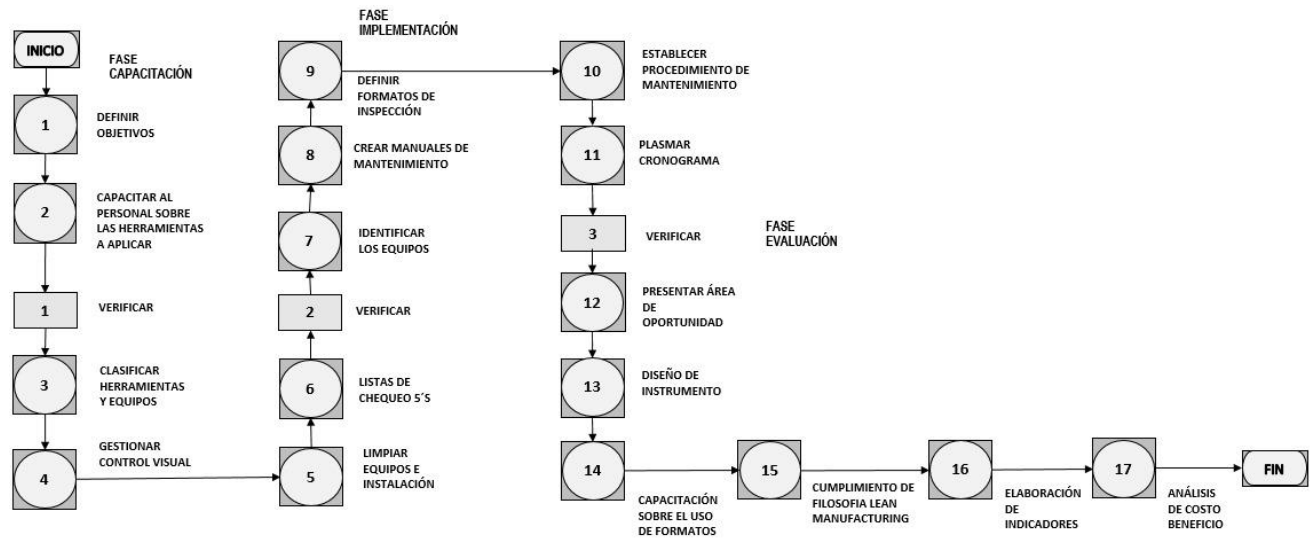 INICIO
FASE
CAPACITACIÓN
1
DEFINIR
OBJETIVOS
2
CAPACITAR AL
PERSONAL SOBRE
LAS HERRAMIENTAS
A APLICAR
1
VERIFICAR
3
CLASIFICAR
HERRAMIENTAS
Y EQUIPOS
4
GESTIONAR
CONTROL VISUAL
5
LIMPIAR
EQUIPOS E
INSTALACIÓN
6
LISTAS DE
CHEQUEO 5´S
2
VERIFICAR
7
IDENTIFICAR
LOS EQUIPOS
8
CREAR MANUALES DE
MANTENIMIENTO
FASE
IMPLEMENTACIÓN
9
DEFINIR
FORMATOS DE
INSPECCIÓN
10
ESTABLECER
PROCEDIMIENTO DE
MANTENIMIENTO
11
PLASMAR
CRONOGRAMA
3
VERIFICAR
FASE
EVALUACIÓN
12
PRESENTAR ÁREA
DE
OPORTUNIDAD
13
DISEÑO DE
INSTRUMENTO
14
CAPACITACIÓN
SOBRE EL USO
DE FORMATOS
15
CUMPLIMIENTO DE
FILOSOFIA LEAN
MANUFACTURING
16
ELABORACIÓN DE
INDICADORES
17
ANÁLISIS
DE COSTO
BENEFICIO
FIN